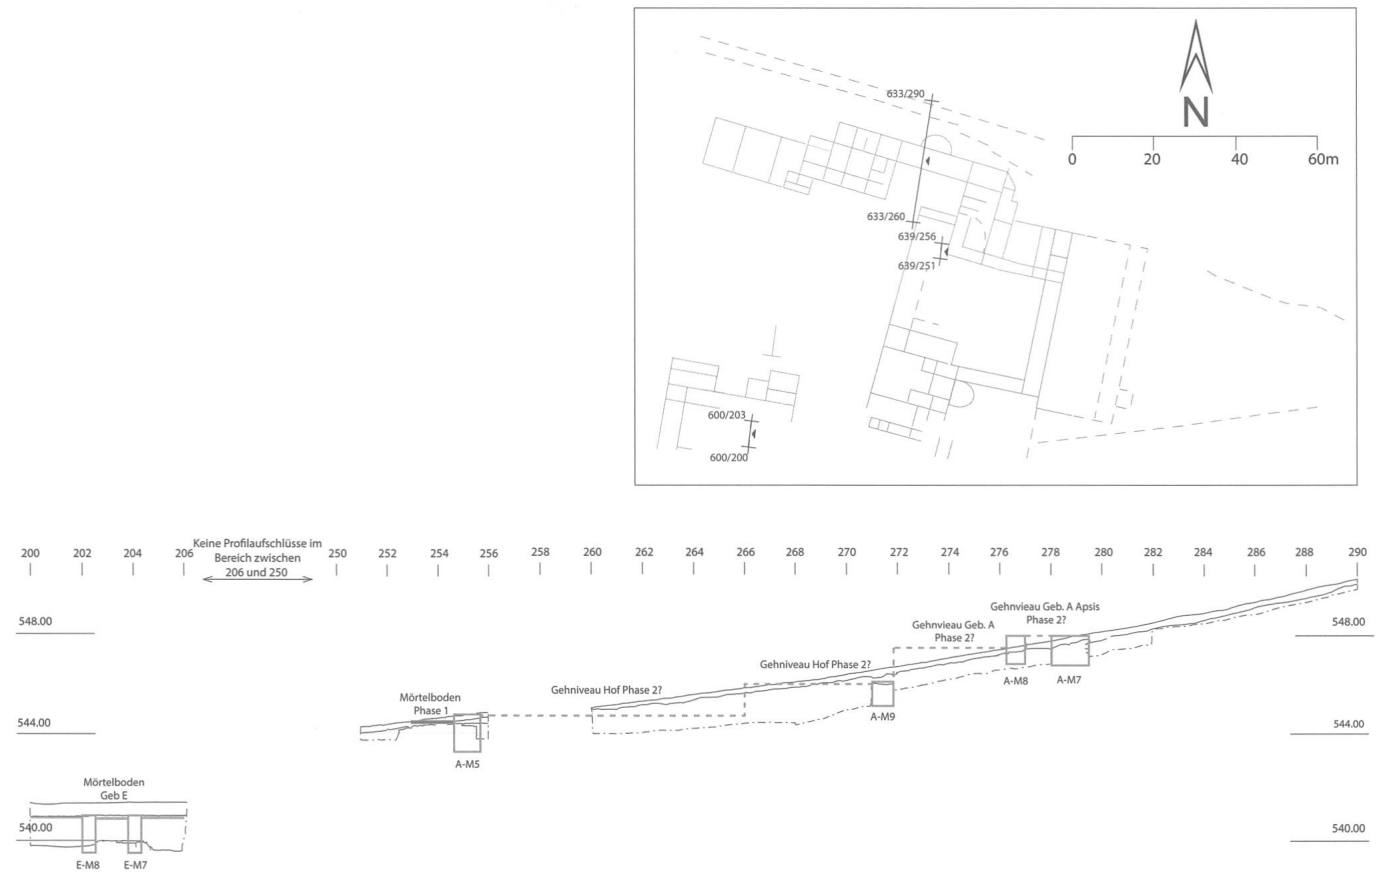 633/290
N
0 20 40 60m
633/260
639/256
639/251
600/203
600/200
Keine Profilaufschlüsse im
Bereich zwischen
206 und 250
200 202 204 206 250 252 254 256 258 260 262 264 266 268 270 272 274 276 278 280 282 284 286 288 290
Gehnvieau Geb. A Apsis
Phase 2?
Gehnvieau Geb. A
Phase 2?
548.00
548.00
Gehniveau Hof Phase 2?
Gehniveau Hof Phase 2?
A-M8
A-M7
Mörtelboden
Phase 1
A-M9
544.00
544.00
A-M5
Mörtelboden
Geb E
540.00
540.00
E-M8
E-M7